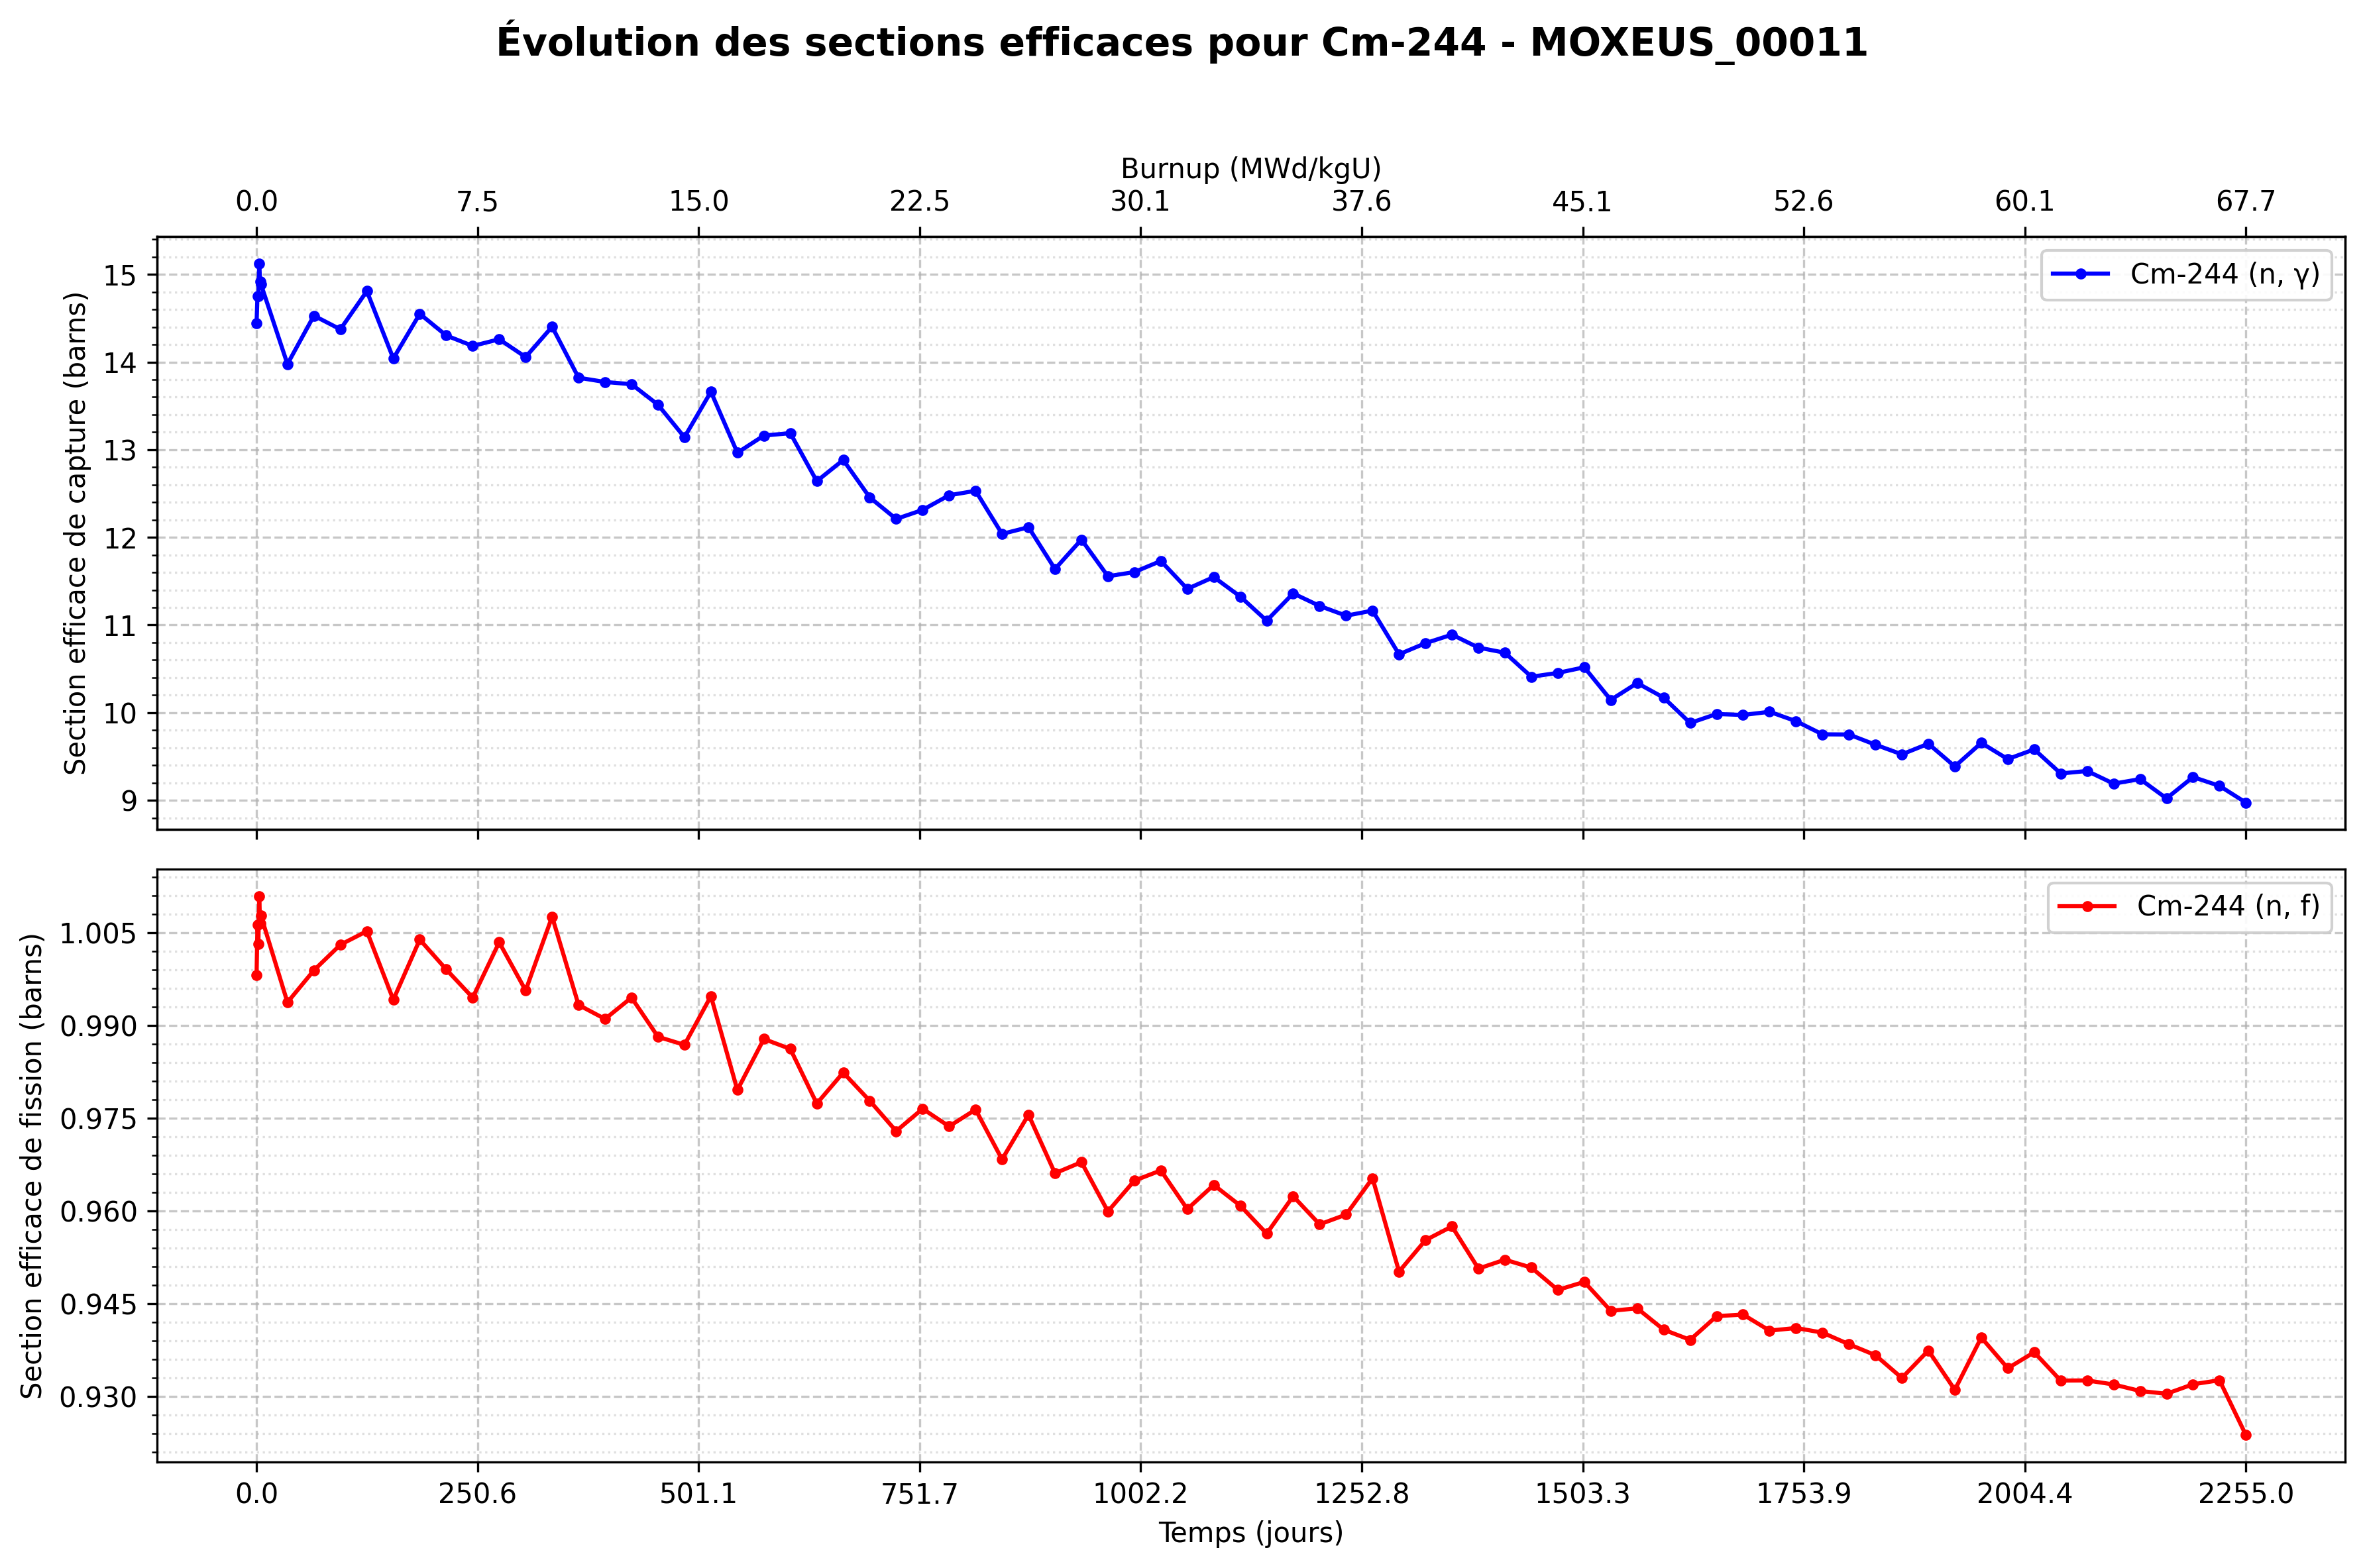 Évolution des sections efficaces pour Cm-244 - MOXEUS_00011
Burnup (MWd/kgU)
0.0 7.5 15.0 22.5 30.1 37.6 45.1 52.6 60.1 67.7
Section efficace de capture (barns)
15
14
13
12
11
10
9
Cm-244 (n, γ)
Section efficace de fission (barns)
1.005
0.990
0.975
0.960
0.945
0.930
Cm-244 (n, f)
0.0 250.6 501.1 751.7 1002.2 1252.8 1503.3 1753.9 2004.4 2255.0
Temps (jours)